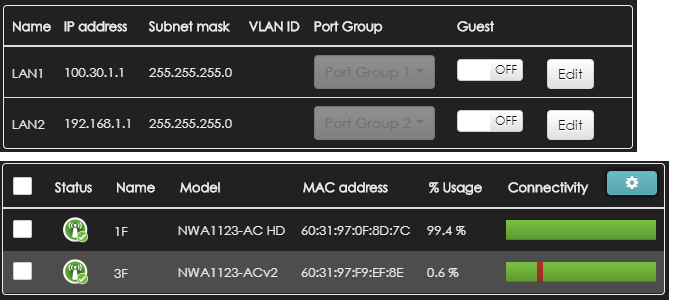 Name IP address Subnet mask VLAN ID Port Group Guest
LAN1 100.30.1.1 255.255.255.0 Port Group 1 OFF Edit
LAN2 192.168.1.1 255.255.255.0 Port Group 2 OFF Edit
Status Name Model MAC address % Usage Connectivity
1F NWA1123-AC HD 60:31:97:0F:8D:7C 99.4 %
3F NWA1123-ACv2 60:31:97:F9:EF:8E 0.6 %